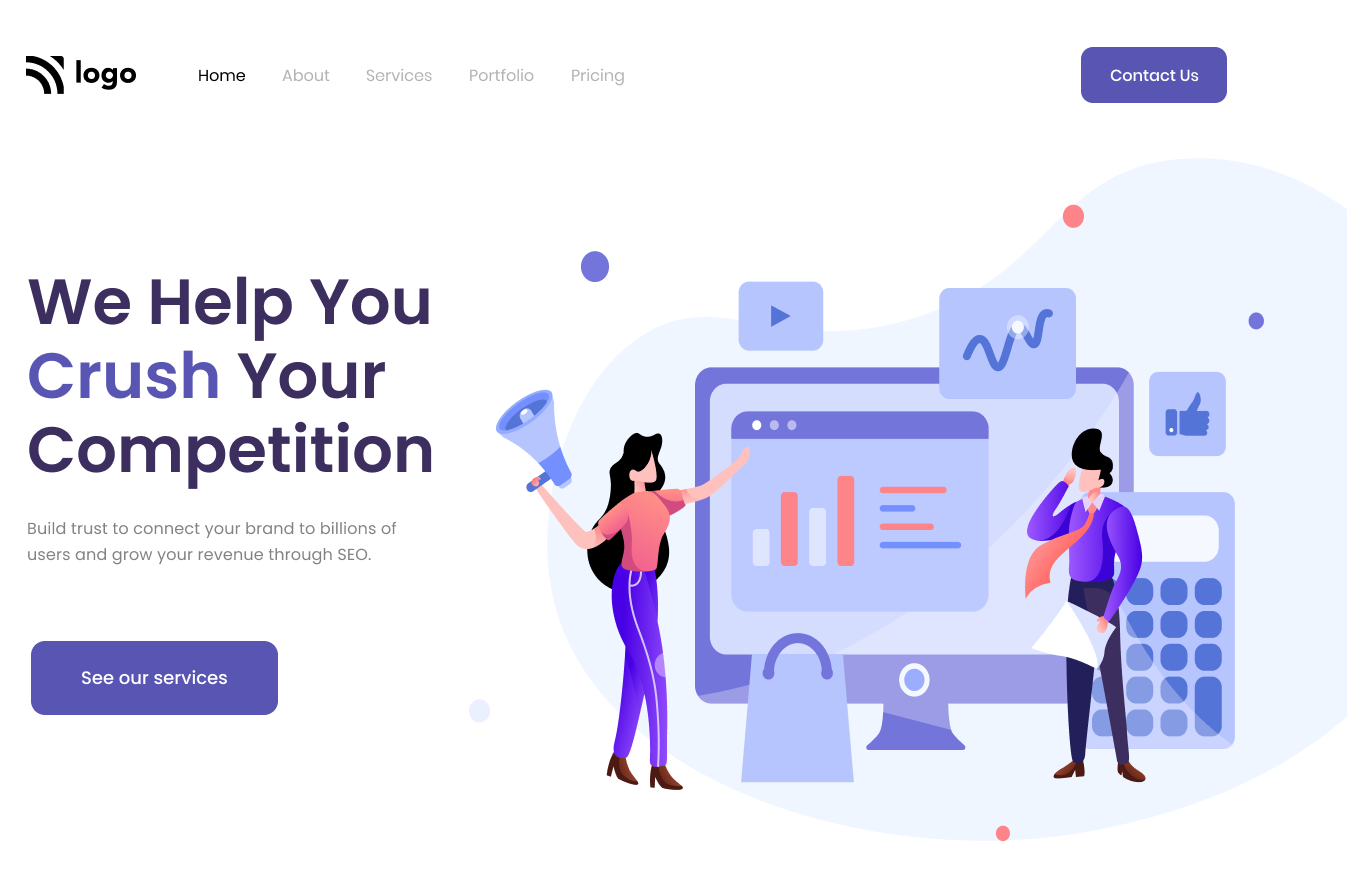 logo
Home About Services Portfolio Pricing
Contact Us
We Help You
Crush Your
Competition
Build trust to connect your brand to billions of
users and grow your revenue through SEO.
See our services